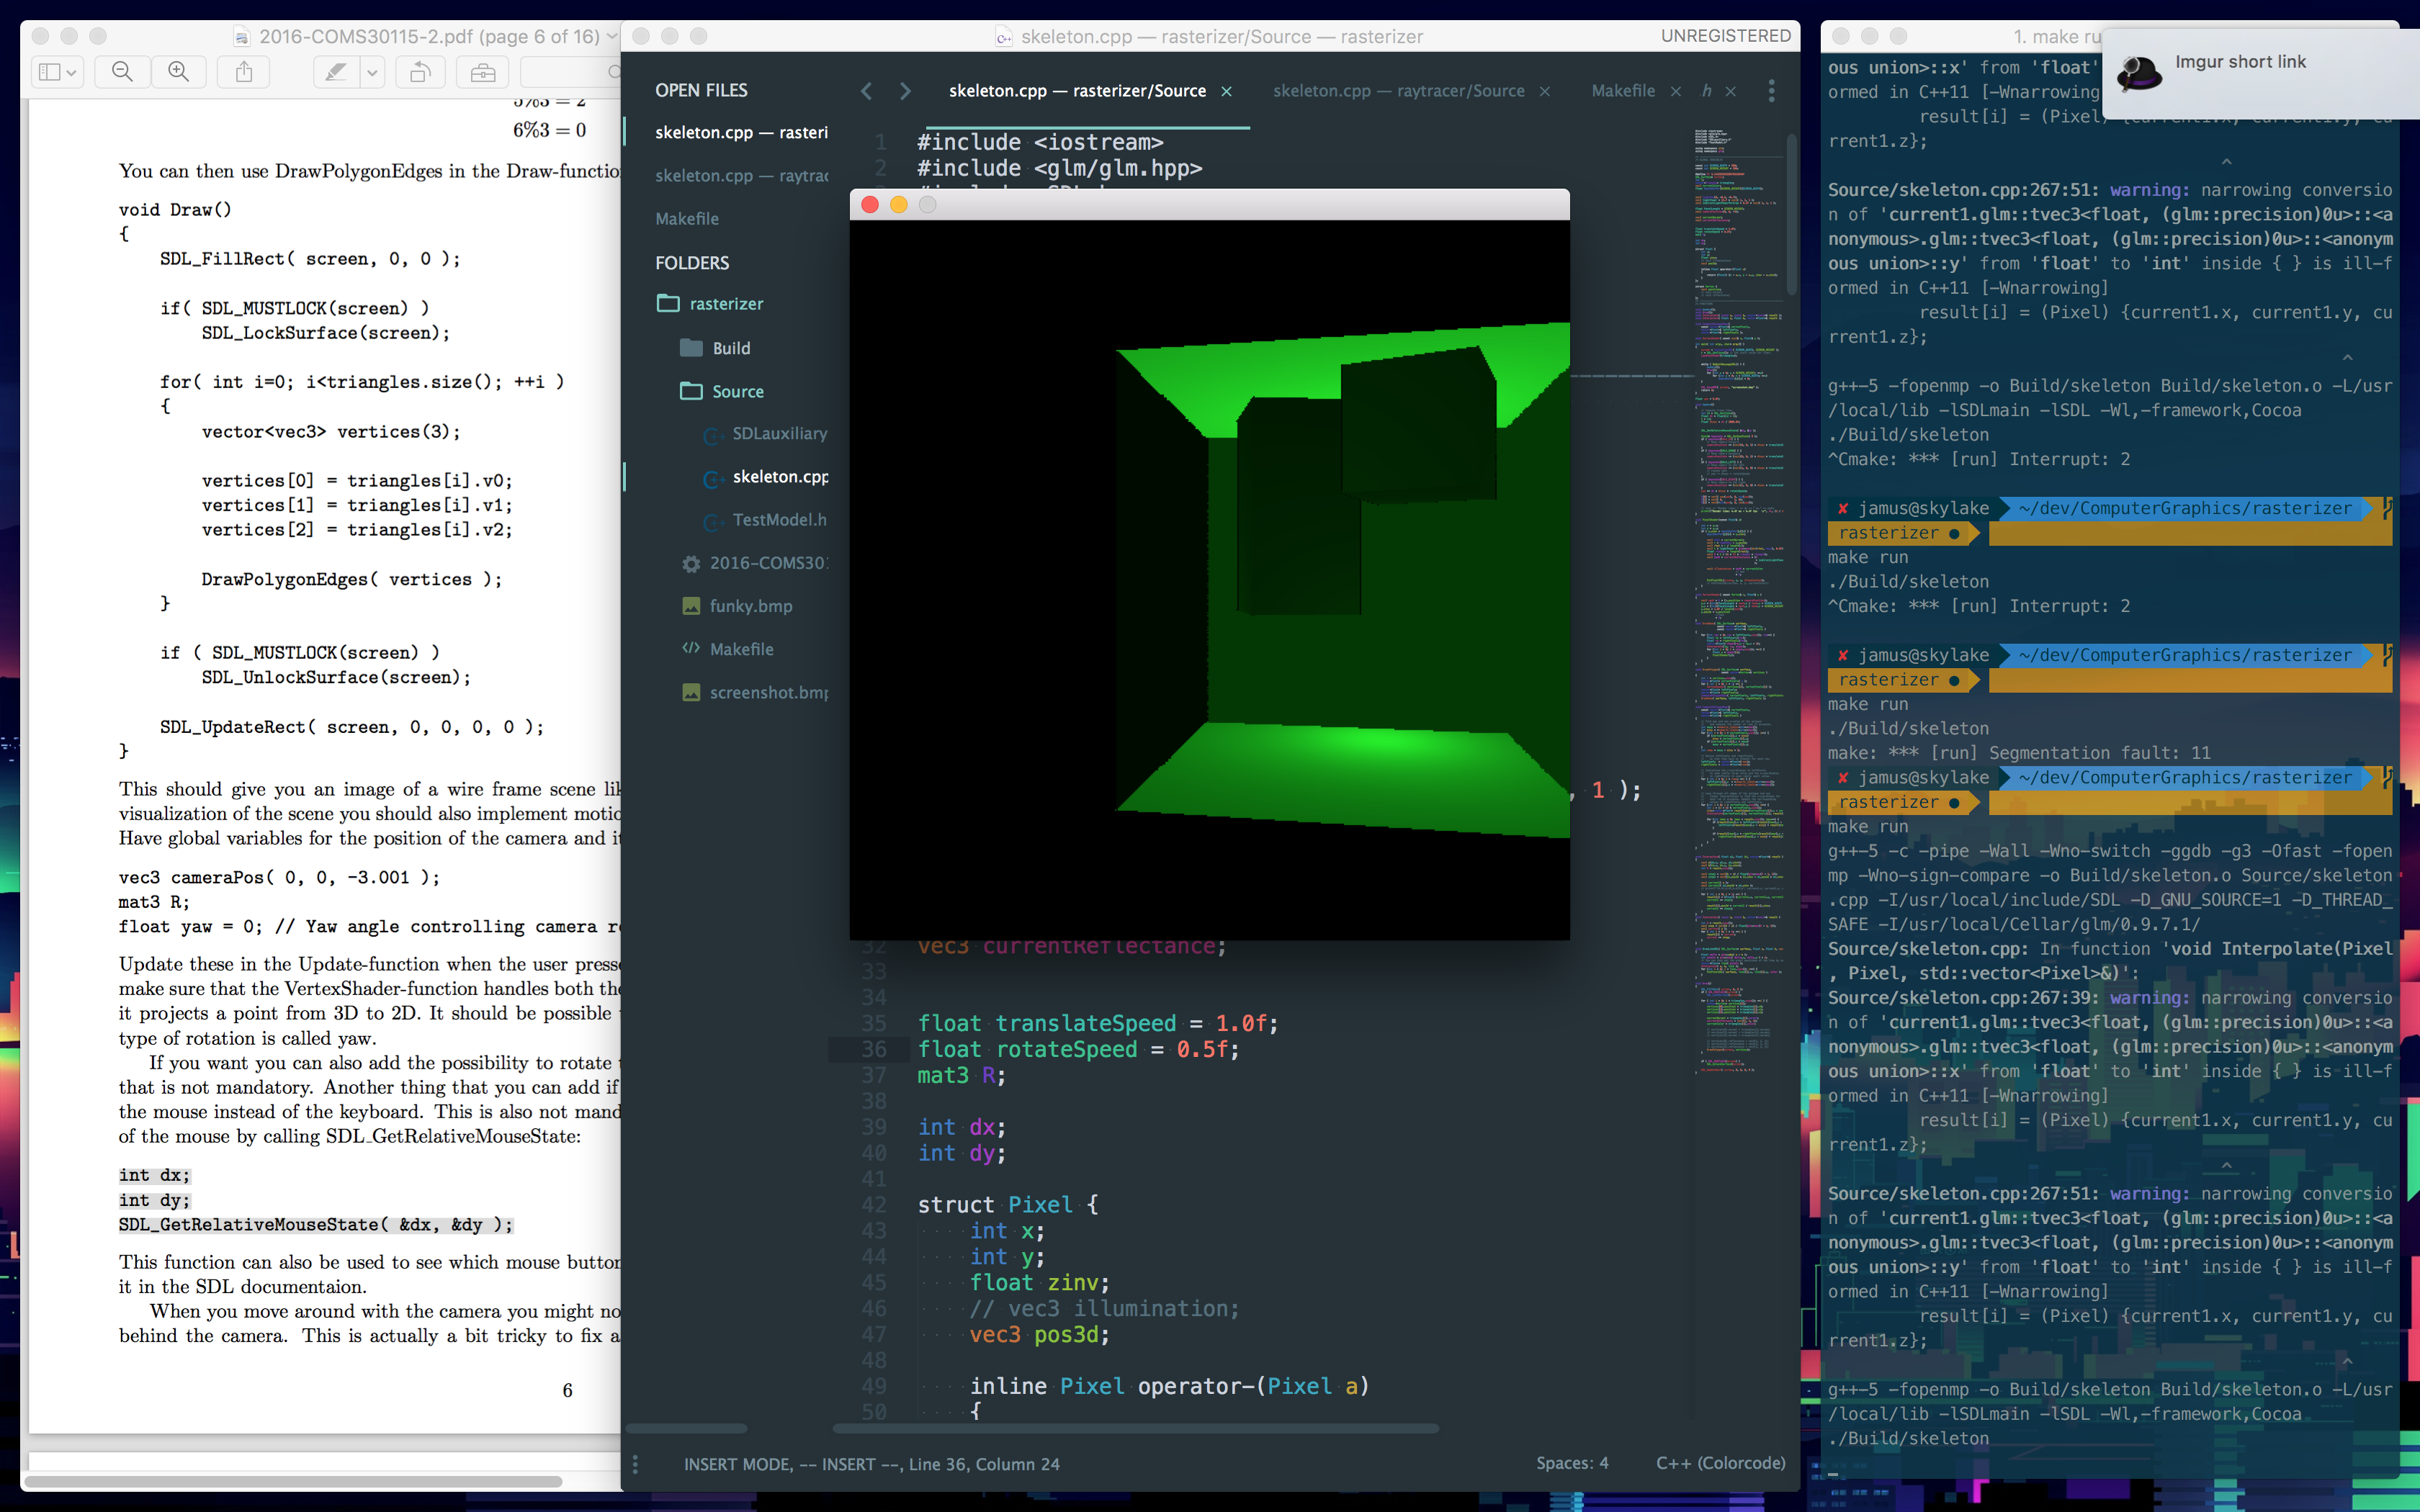 2016-COMS30115-2.pdf (page 6 of 16)
6%3 = 0
You can then use DrawPolygonEdges in the
void Draw()
{
SDL_FillRect( screen, 0, 0 );
if( SDL_MUSTLOCK(screen) )
SDL_LockSurface(screen);
for( int i=0; i<triangles.size(); ++i )
{
vector<vec3> vertices(3);
vertices[0] = triangles[i].v0;
vertices[1] = triangles[i].v1;
vertices[2] = triangles[i].v2;
DrawPolygonEdges( vertices );
}
if ( SDL_MUSTLOCK(screen) )
SDL_UnlockSurface(screen);
SDL_UpdateRect( screen, 0, 0, 0, 0 );
}
This should give you an image of a wire frame scene
visualization of the scene you should also implement
Have global variables for the position of the camera and
vec3 cameraPos( 0, 0, -3.001 );
mat3 R;
float yaw = 0; // Yaw angle controlling camera
Update these in the Update-function when the user
make sure that the VertexShader-function handles both
it projects a point from 3D to 2D. It should be possible
type of rotation is called yaw.
If you want you can also add the possibility to rotate
that is not mandatory. Another thing that you can add if
the mouse instead of the keyboard. This is also not
of the mouse by calling SDL_GetRelativeMouseState:
int dx;
int dy;
SDL_GetRelativeMouseState( &dx, &dy );
This function can also be used to see which mouse
it in the SDL documentaion.
When you move around with the camera you might
behind the camera. This is actually a bit tricky to fix
6
skeleton.cpp — rasterizer/Source — rasterizer
UNREGISTERED
OPEN FILES
skeleton.cpp — rasteri
skeleton.cpp — raytrac
Makefile
FOLDERS
rasterizer
Build
Source
SDLauxiliary
skeleton.cpp
TestModel.h
2016-COMS301
funky.bmp
Makefile
screenshot.bmp
skeleton.cpp — rasterizer/Source × skeleton.cpp — raytracer/Source × Makefile × h ×
1 #include <iostream>
2 #include <glm/glm.hpp>
, 1 );
32 vec3 currentReflectance;
33
34
35 float translateSpeed = 1.0f;
36 float rotateSpeed = 0.5f;
37 mat3 R;
38
39 int dx;
40 int dy;
41
42 struct Pixel {
43 int x;
44 int y;
45 float zinv;
46 // vec3 illumination;
47 vec3 pos3d;
48
49 inline Pixel operator-(Pixel a)
50 {
INSERT MODE, -- INSERT --, Line 36, Column 24
Spaces: 4
C++ (Colorcode)
1. make ru
Imgur short link
ous union>::x' from 'float'
ormed in C++11 [-Wnarrowing
result[i] = (Pixel) {current1.x, current1.y, cu
rrent1.z};
^
Source/skeleton.cpp:267:51: warning: narrowing conversio
n of 'current1.glm::tvec3<float, (glm::precision)0u>::<a
nonymous>.glm::tvec3<float, (glm::precision)0u>::<anonym
ous union>::y' from 'float' to 'int' inside { } is ill-f
ormed in C++11 [-Wnarrowing]
result[i] = (Pixel) {current1.x, current1.y, cu
rrent1.z};
^
g++-5 -fopenmp -o Build/skeleton Build/skeleton.o -L/usr
/local/lib -lSDLmain -lSDL -Wl,-framework,Cocoa
./Build/skeleton
^Cmake: *** [run] Interrupt: 2
✘ jamus@skylake ~/dev/ComputerGraphics/rasterizer
rasterizer ●
make run
./Build/skeleton
^Cmake: *** [run] Interrupt: 2
✘ jamus@skylake ~/dev/ComputerGraphics/rasterizer
rasterizer ●
make run
./Build/skeleton
make: *** [run] Segmentation fault: 11
✘ jamus@skylake ~/dev/ComputerGraphics/rasterizer
rasterizer ●
make run
g++-5 -c -pipe -Wall -Wno-switch -ggdb -g3 -Ofast -fopen
mp -Wno-sign-compare -o Build/skeleton.o Source/skeleton
.cpp -I/usr/local/include/SDL -D_GNU_SOURCE=1 -D_THREAD_
SAFE -I/usr/local/Cellar/glm/0.9.7.1/
Source/skeleton.cpp: In function 'void Interpolate(Pixel
, Pixel, std::vector<Pixel>&)':
Source/skeleton.cpp:267:39: warning: narrowing conversio
n of 'current1.glm::tvec3<float, (glm::precision)0u>::<a
nonymous>.glm::tvec3<float, (glm::precision)0u>::<anonym
ous union>::x' from 'float' to 'int' inside { } is ill-f
ormed in C++11 [-Wnarrowing]
result[i] = (Pixel) {current1.x, current1.y, cu
rrent1.z};
^
Source/skeleton.cpp:267:51: warning: narrowing conversio
n of 'current1.glm::tvec3<float, (glm::precision)0u>::<a
nonymous>.glm::tvec3<float, (glm::precision)0u>::<anonym
ous union>::y' from 'float' to 'int' inside { } is ill-f
ormed in C++11 [-Wnarrowing]
result[i] = (Pixel) {current1.x, current1.y, cu
rrent1.z};
^
g++-5 -fopenmp -o Build/skeleton Build/skeleton.o -L/usr
/local/lib -lSDLmain -lSDL -Wl,-framework,Cocoa
./Build/skeleton